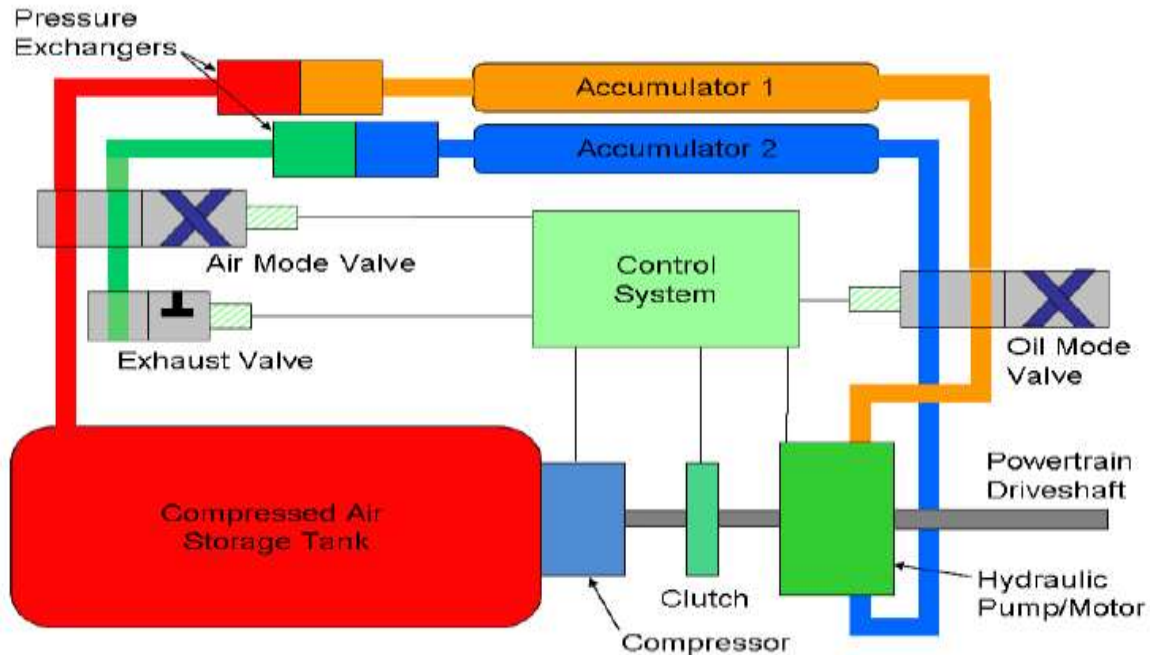 Pressure
Exchangers
Accumulator 1
Accumulator 2
Air Mode Valve
Control
System
Exhaust Valve
Oil Mode
Valve
Compressed Air
Storage Tank
Powertrain
Driveshaft
Clutch
Hydraulic
Pump/Motor
Compressor